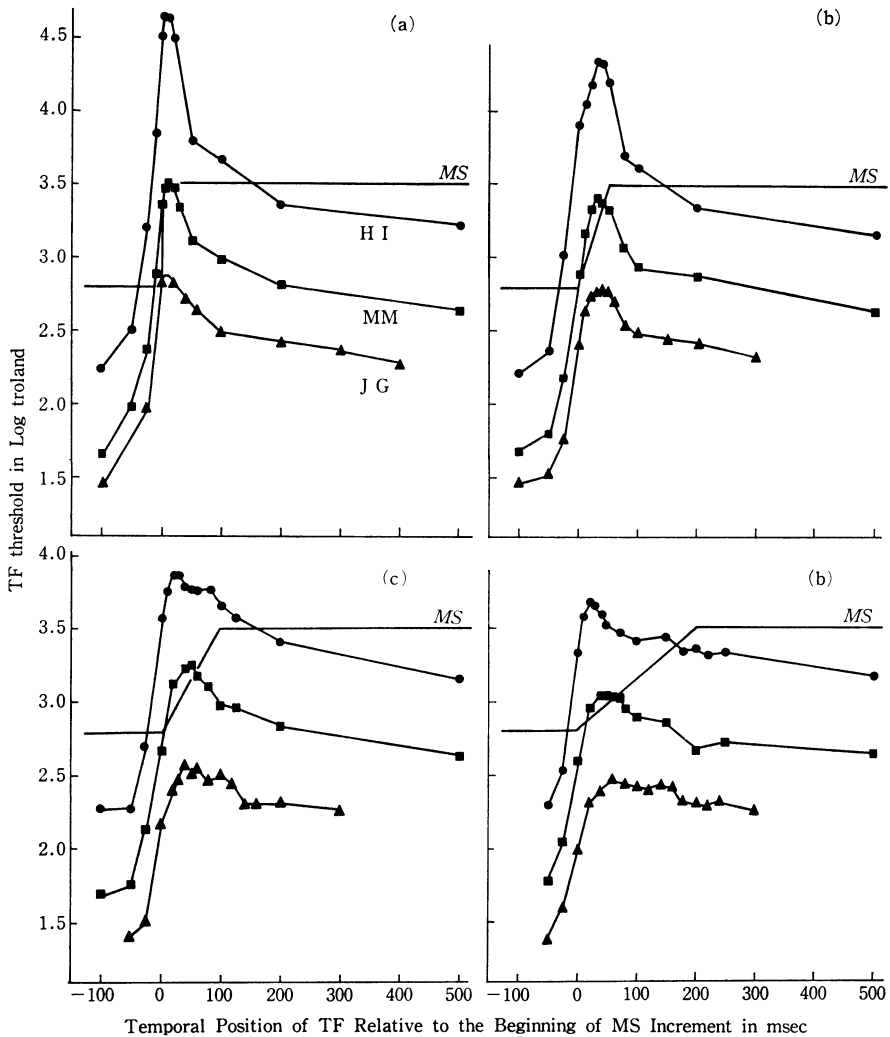 (a)
(b)
4.5
4.0
3.5
3.0
2.5
2.0
1.5
MS
H I
MM
J G
MS
TF threshold in Log troland
(c)
(b)
4.0
3.5
3.0
2.5
2.0
1.5
MS
MS
−100 0 100 200 300 400 500
−100 0 100 200 300 400 500
Temporal Position of TF Relative to the Beginning of MS Increment in msec